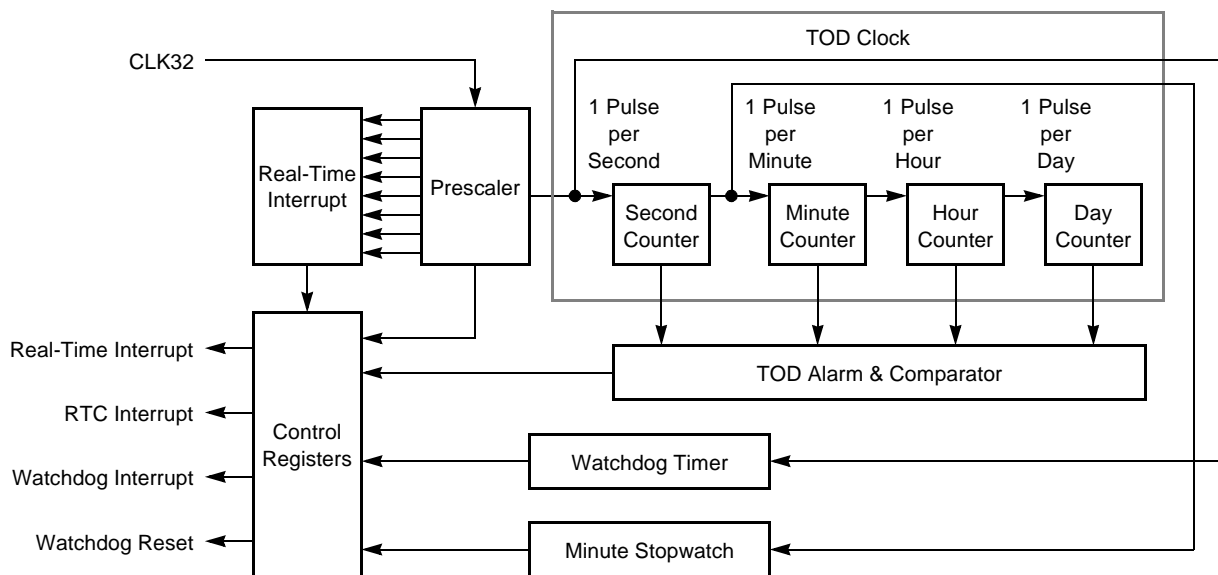 TOD Clock
CLK32
1 Pulse
per
Second
1 Pulse
per
Minute
1 Pulse
per
Hour
1 Pulse
per
Day
Real-Time
Interrupt
Prescaler
Second
Counter
Minute
Counter
Hour
Counter
Day
Counter
Real-Time Interrupt
RTC Interrupt
Watchdog Interrupt
Watchdog Reset
Control
Registers
TOD Alarm & Comparator
Watchdog Timer
Minute Stopwatch